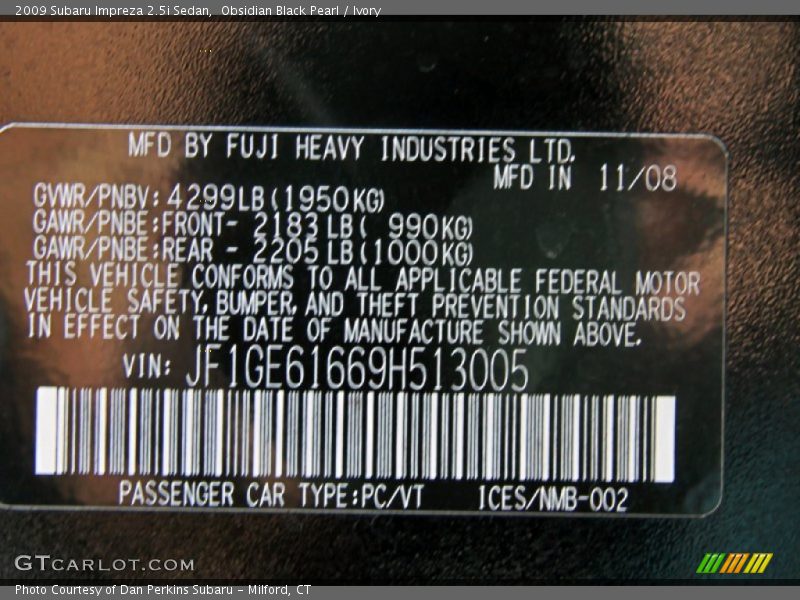 2009 Subaru Impreza 2.5i Sedan,  Obsidian Black Pearl / Ivory
MFD BY FUJI HEAVY INDUSTRIES LTD.
MFD IN 11/08
GVWR/PNBV: 4299LB(1950KG)
GAWR/PNBE:FRONT- 2183LB( 990KG)
GAWR/PNBE:REAR - 2205LB(1000KG)
THIS VEHICLE CONFORMS TO ALL APPLICABLE FEDERAL MOTOR
VEHICLE SAFETY, BUMPER, AND THEFT PREVENTION STANDARDS
IN EFFECT ON THE DATE OF MANUFACTURE SHOWN ABOVE.
VIN: JF1GE61669H513005
PASSENGER CAR TYPE:PC/VT ICES/NMB-002
GTCARLOT.COM
Photo Courtesy of Dan Perkins Subaru – Milford, CT